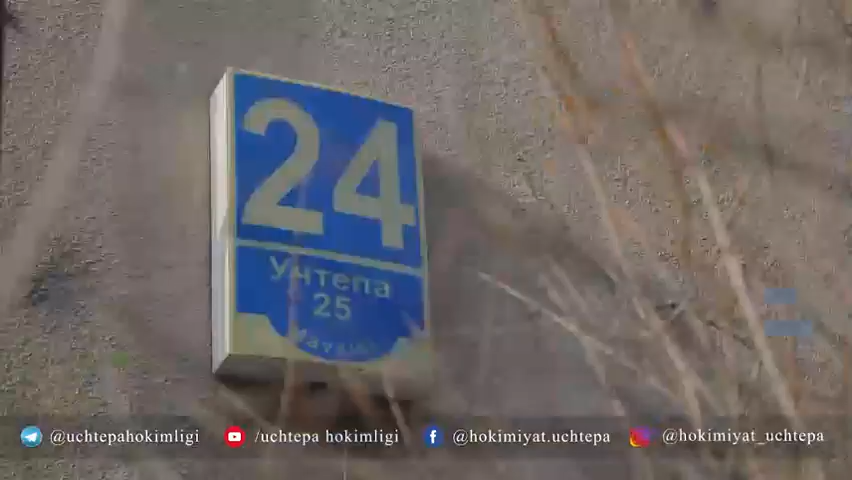 24
Учтепа
25
@uchtepahokimligi
/uchtepa hokimligi
@hokimiyat.uchtepa
@hokimiyat_uchtepa